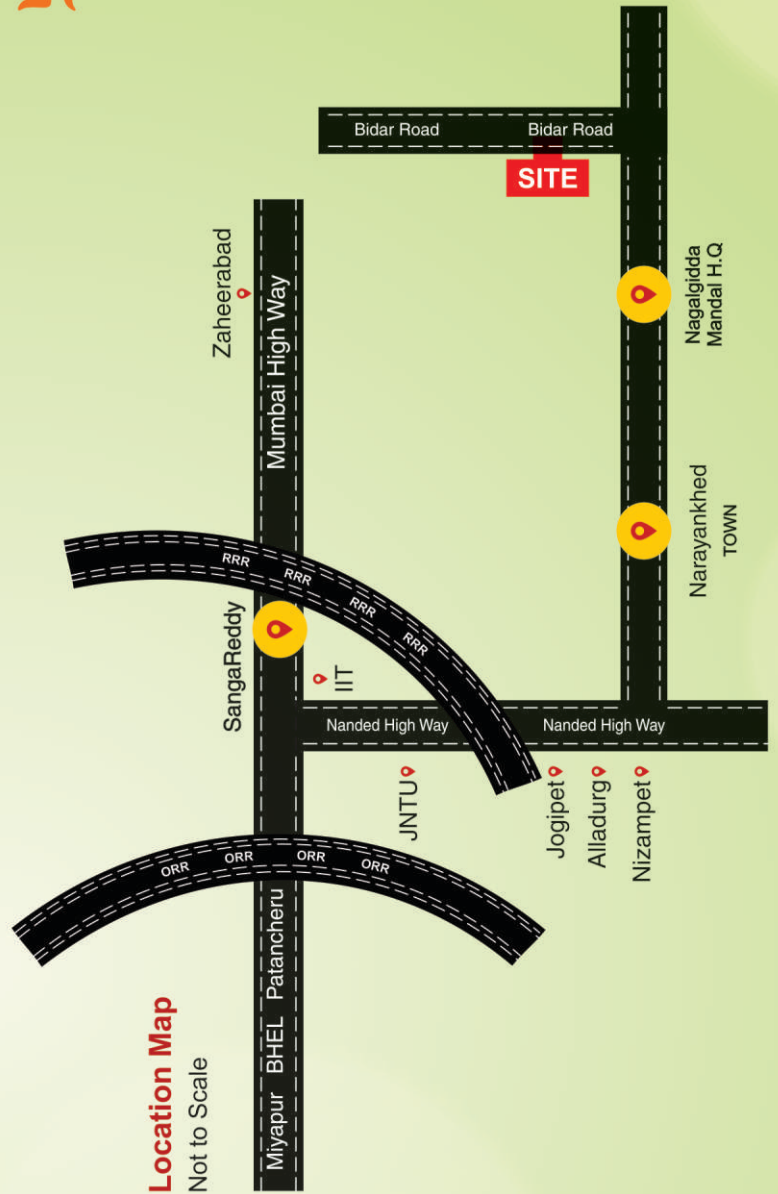 Location Map
Not to Scale
Miyapur BHEL Patancheru
Mumbai High Way
ORR
ORR
ORR
ORR
SangaReddy
Zaheerabad
RRR
RRR
RRR
RRR
IIT
JNTU
Nanded High Way
Nanded High Way
Jogipet
Alladurg
Nizampet
Narayankhed
TOWN
Nagalgidda
Mandal H.Q
Bidar Road
Bidar Road
SITE